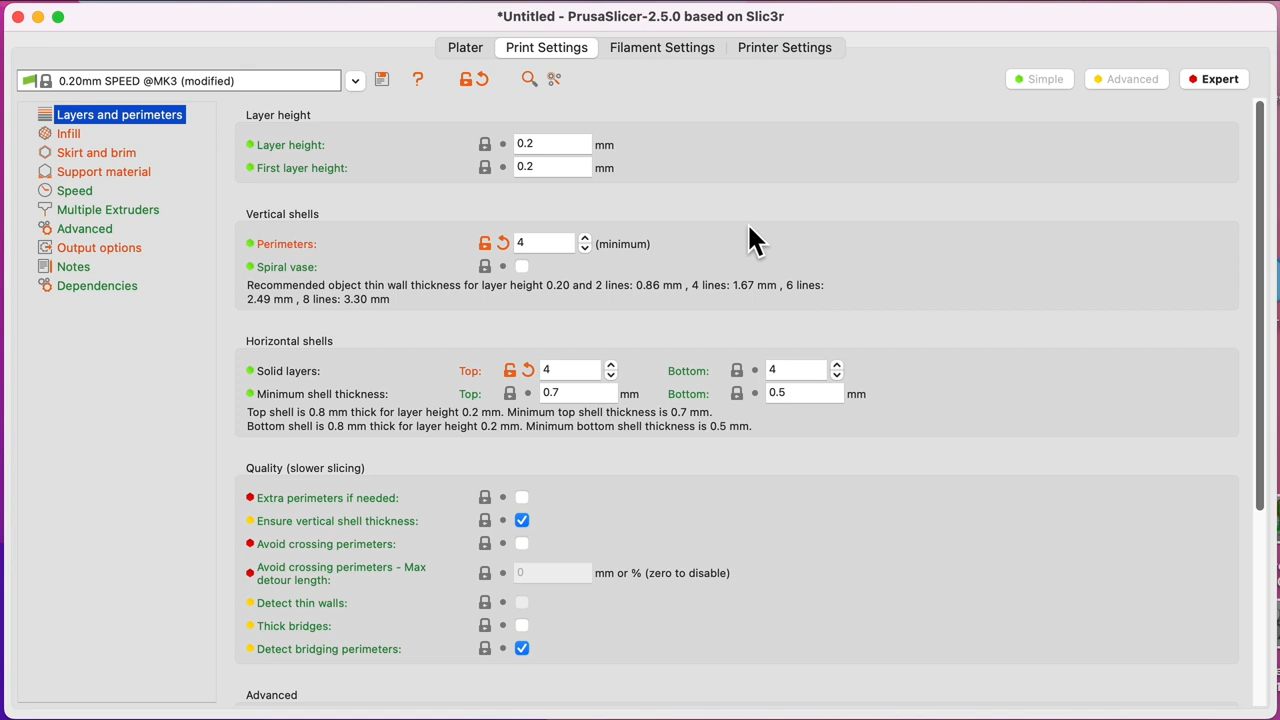 *Untitled - PrusaSlicer-2.5.0 based on Slic3r
Plater Print Settings Filament Settings Printer Settings
0.20mm SPEED @MK3 (modified) ? Simple Advanced Expert
Layers and perimeters
Infill
Skirt and brim
Support material
Speed
Multiple Extruders
Advanced
Output options
Notes
Dependencies
Layer height
Layer height: 0.2 mm
First layer height: 0.2 mm
Vertical shells
Perimeters: 4 (minimum)
Spiral vase:
Recommended object thin wall thickness for layer height 0.20 and 2 lines: 0.86 mm , 4 lines: 1.67 mm , 6 lines:
2.49 mm , 8 lines: 3.30 mm
Horizontal shells
Solid layers: Top: 4 Bottom: 4
Minimum shell thickness: Top: 0.7 mm Bottom: 0.5 mm
Top shell is 0.8 mm thick for layer height 0.2 mm. Minimum top shell thickness is 0.7 mm.
Bottom shell is 0.8 mm thick for layer height 0.2 mm. Minimum bottom shell thickness is 0.5 mm.
Quality (slower slicing)
Extra perimeters if needed:
Ensure vertical shell thickness:
Avoid crossing perimeters:
Avoid crossing perimeters - Max
detour length: 0 mm or % (zero to disable)
Detect thin walls:
Thick bridges:
Detect bridging perimeters:
Advanced